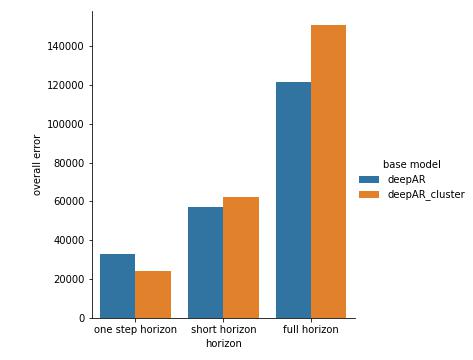 overall error
140000
120000
100000
80000
60000
40000
20000
0
one step horizon short horizon full horizon
horizon
base model
deepAR
deepAR_cluster